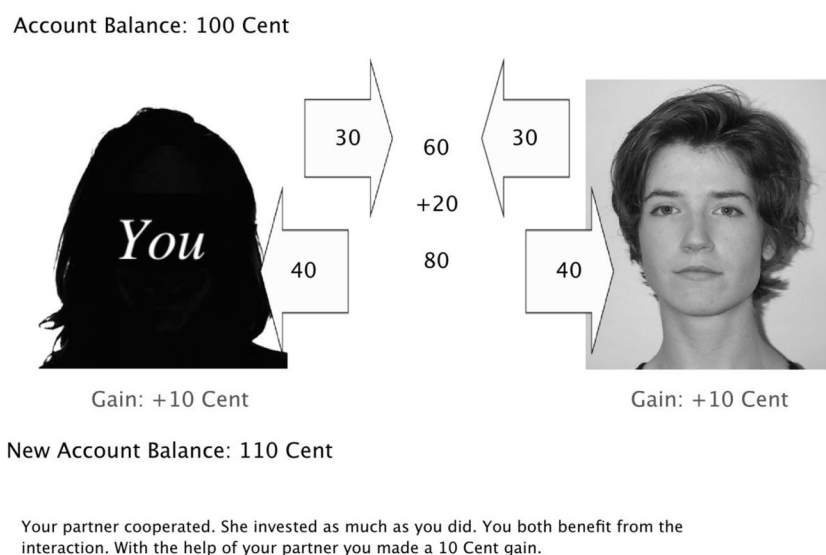 Account Balance: 100 Cent
30
60
30
+20
You
80
40
40
Gain: +10 Cent
Gain: +10 Cent
New Account Balance: 110 Cent
Your partner cooperated. She invested as much as you did. You both benefit from the
interaction. With the help of your partner you made a 10 Cent gain.